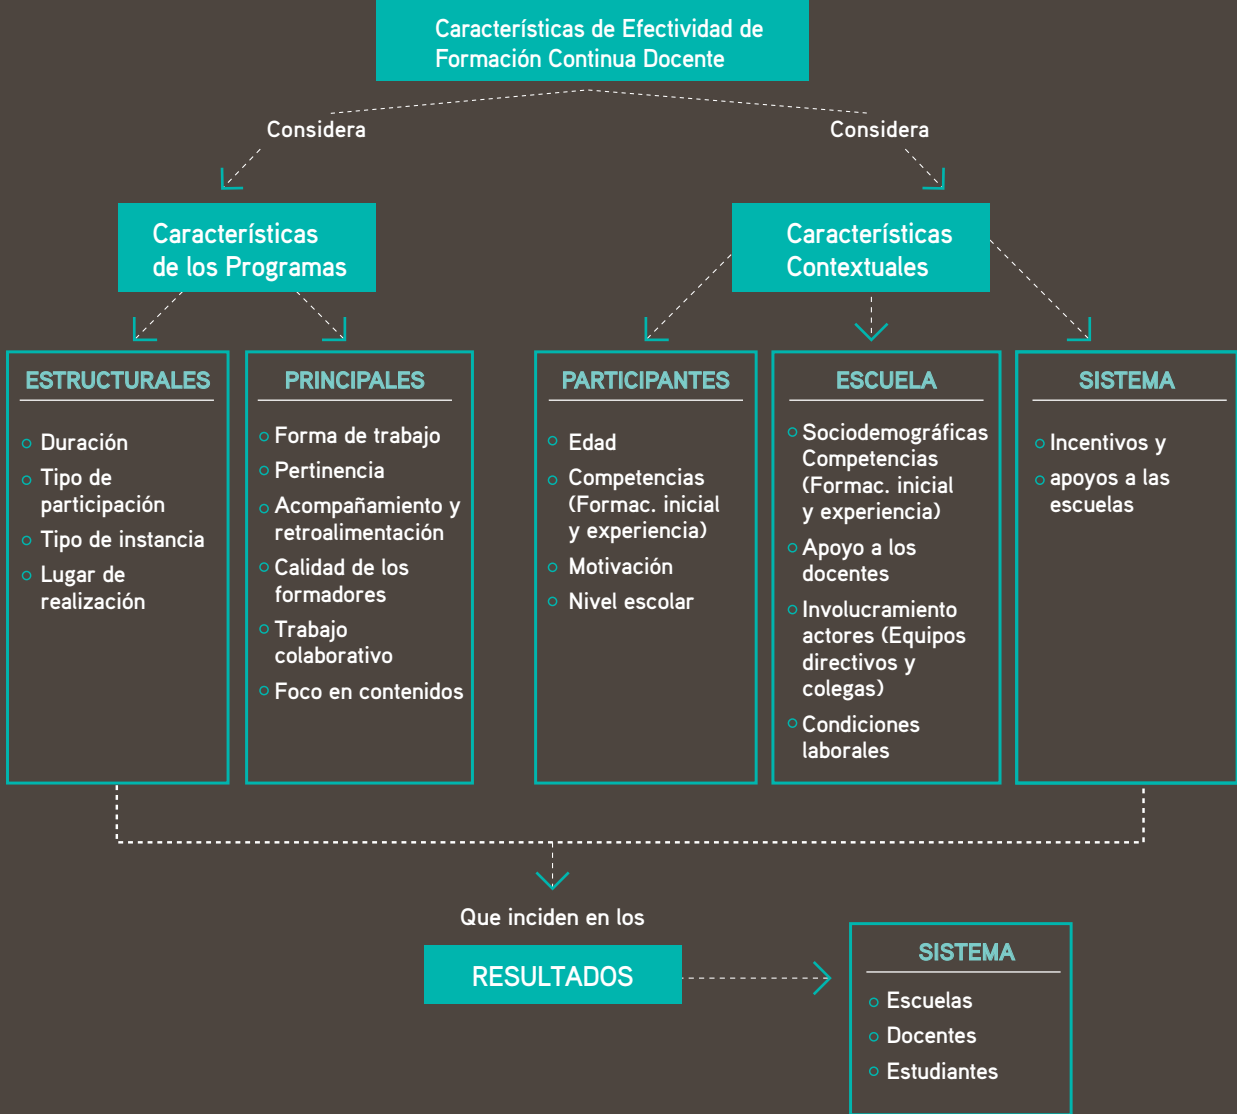 Características de Efectividad de
Formación Continua Docente
Considera
Considera
Características
de los Programas
Características
Contextuales
ESTRUCTURALES
Duración
Tipo de
participación
Tipo de instancia
Lugar de
realización
PRINCIPALES
Forma de trabajo
Pertinencia
Acompañamiento y
retroalimentación
Calidad de los
formadores
Trabajo
colaborativo
Foco en contenidos
PARTICIPANTES
Edad
Competencias
(Formac. inicial
y experiencia)
Motivación
Nivel escolar
ESCUELA
Sociodemográficas
Competencias
(Formac. inicial
y experiencia)
Apoyo a los
docentes
Involucramiento
actores (Equipos
directivos y
colegas)
Condiciones
laborales
SISTEMA
Incentivos y
apoyos a las
escuelas
Que inciden en los
RESULTADOS
SISTEMA
Escuelas
Docentes
Estudiantes